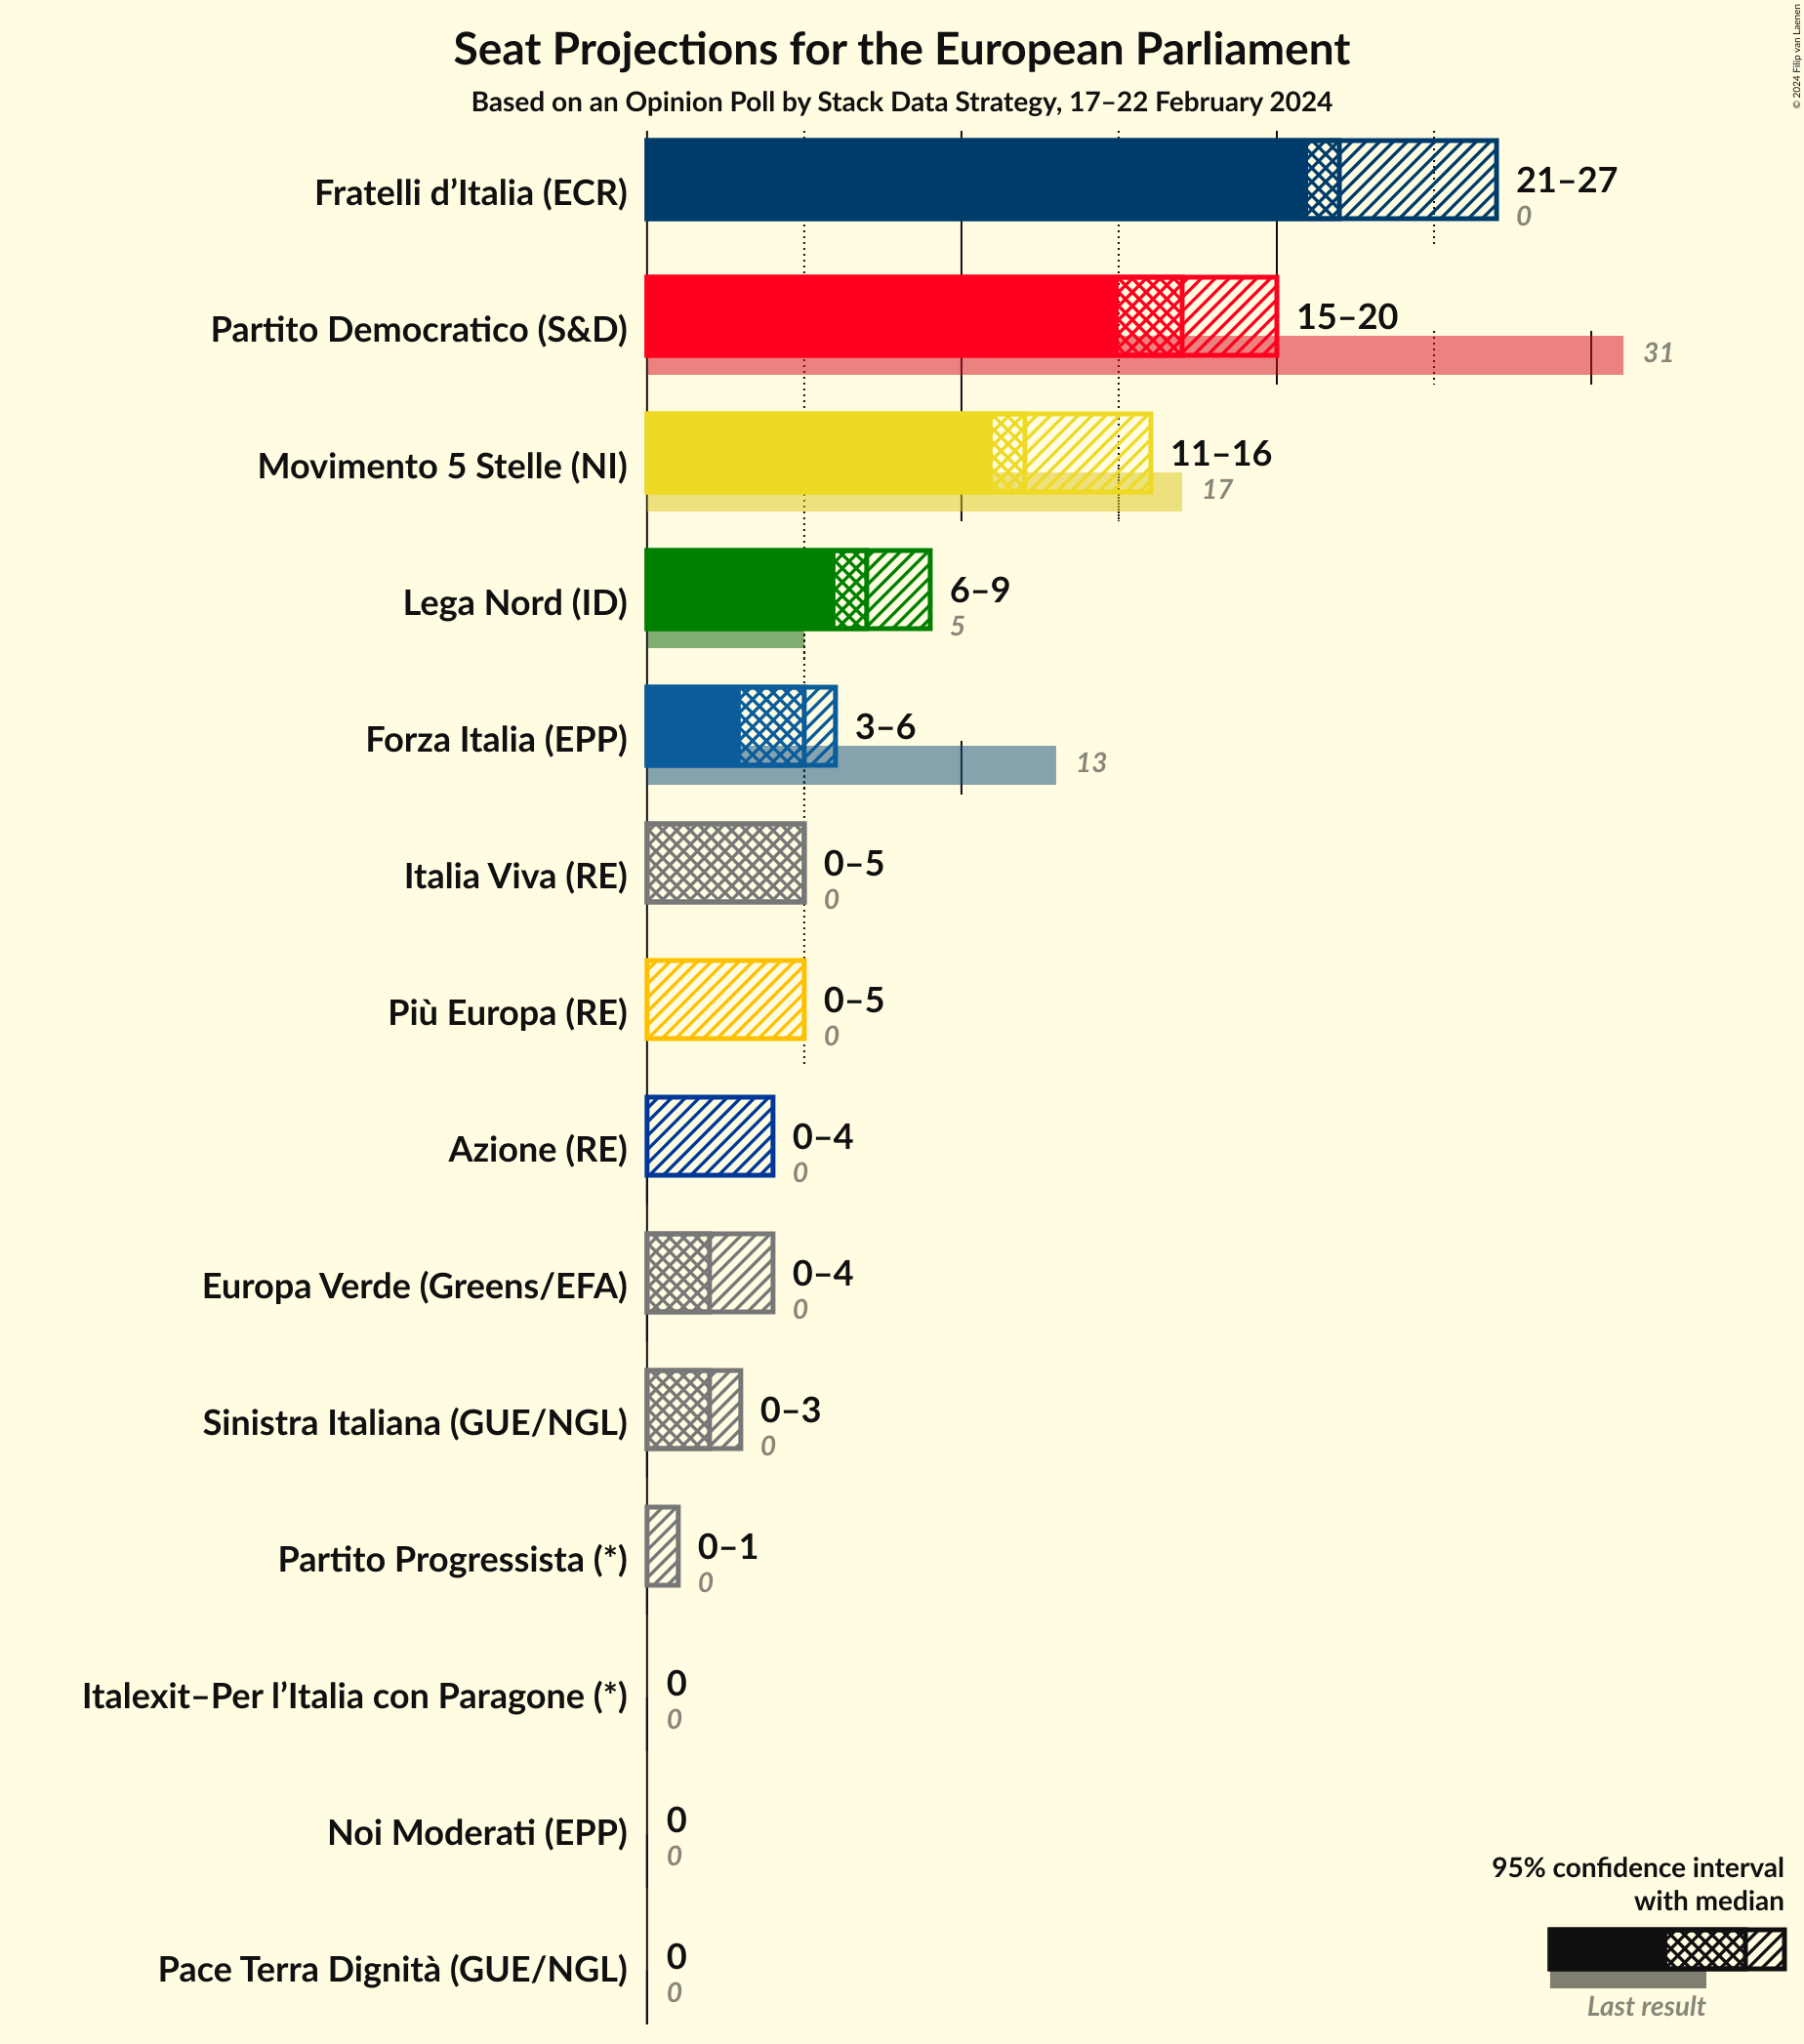 Seat Projections for the European Parliament
Based on an Opinion Poll by Stack Data Strategy, 17–22 February 2024
© 2024 Filip van Laenen
Fratelli d’Italia (ECR)
21–27
0
Partito Democratico (S&D)
15–20
31
Movimento 5 Stelle (NI)
11–16
17
Lega Nord (ID)
6–9
5
Forza Italia (EPP)
3–6
13
Italia Viva (RE)
0–5
0
Più Europa (RE)
0–5
0
Azione (RE)
0–4
0
Europa Verde (Greens/EFA)
0–4
0
Sinistra Italiana (GUE/NGL)
0–3
0
Partito Progressista (*)
0–1
0
Italexit–Per l’Italia con Paragone (*)
0
0
Noi Moderati (EPP)
0
0
Pace Terra Dignità (GUE/NGL)
0
0
95% confidence interval
with median
Last result